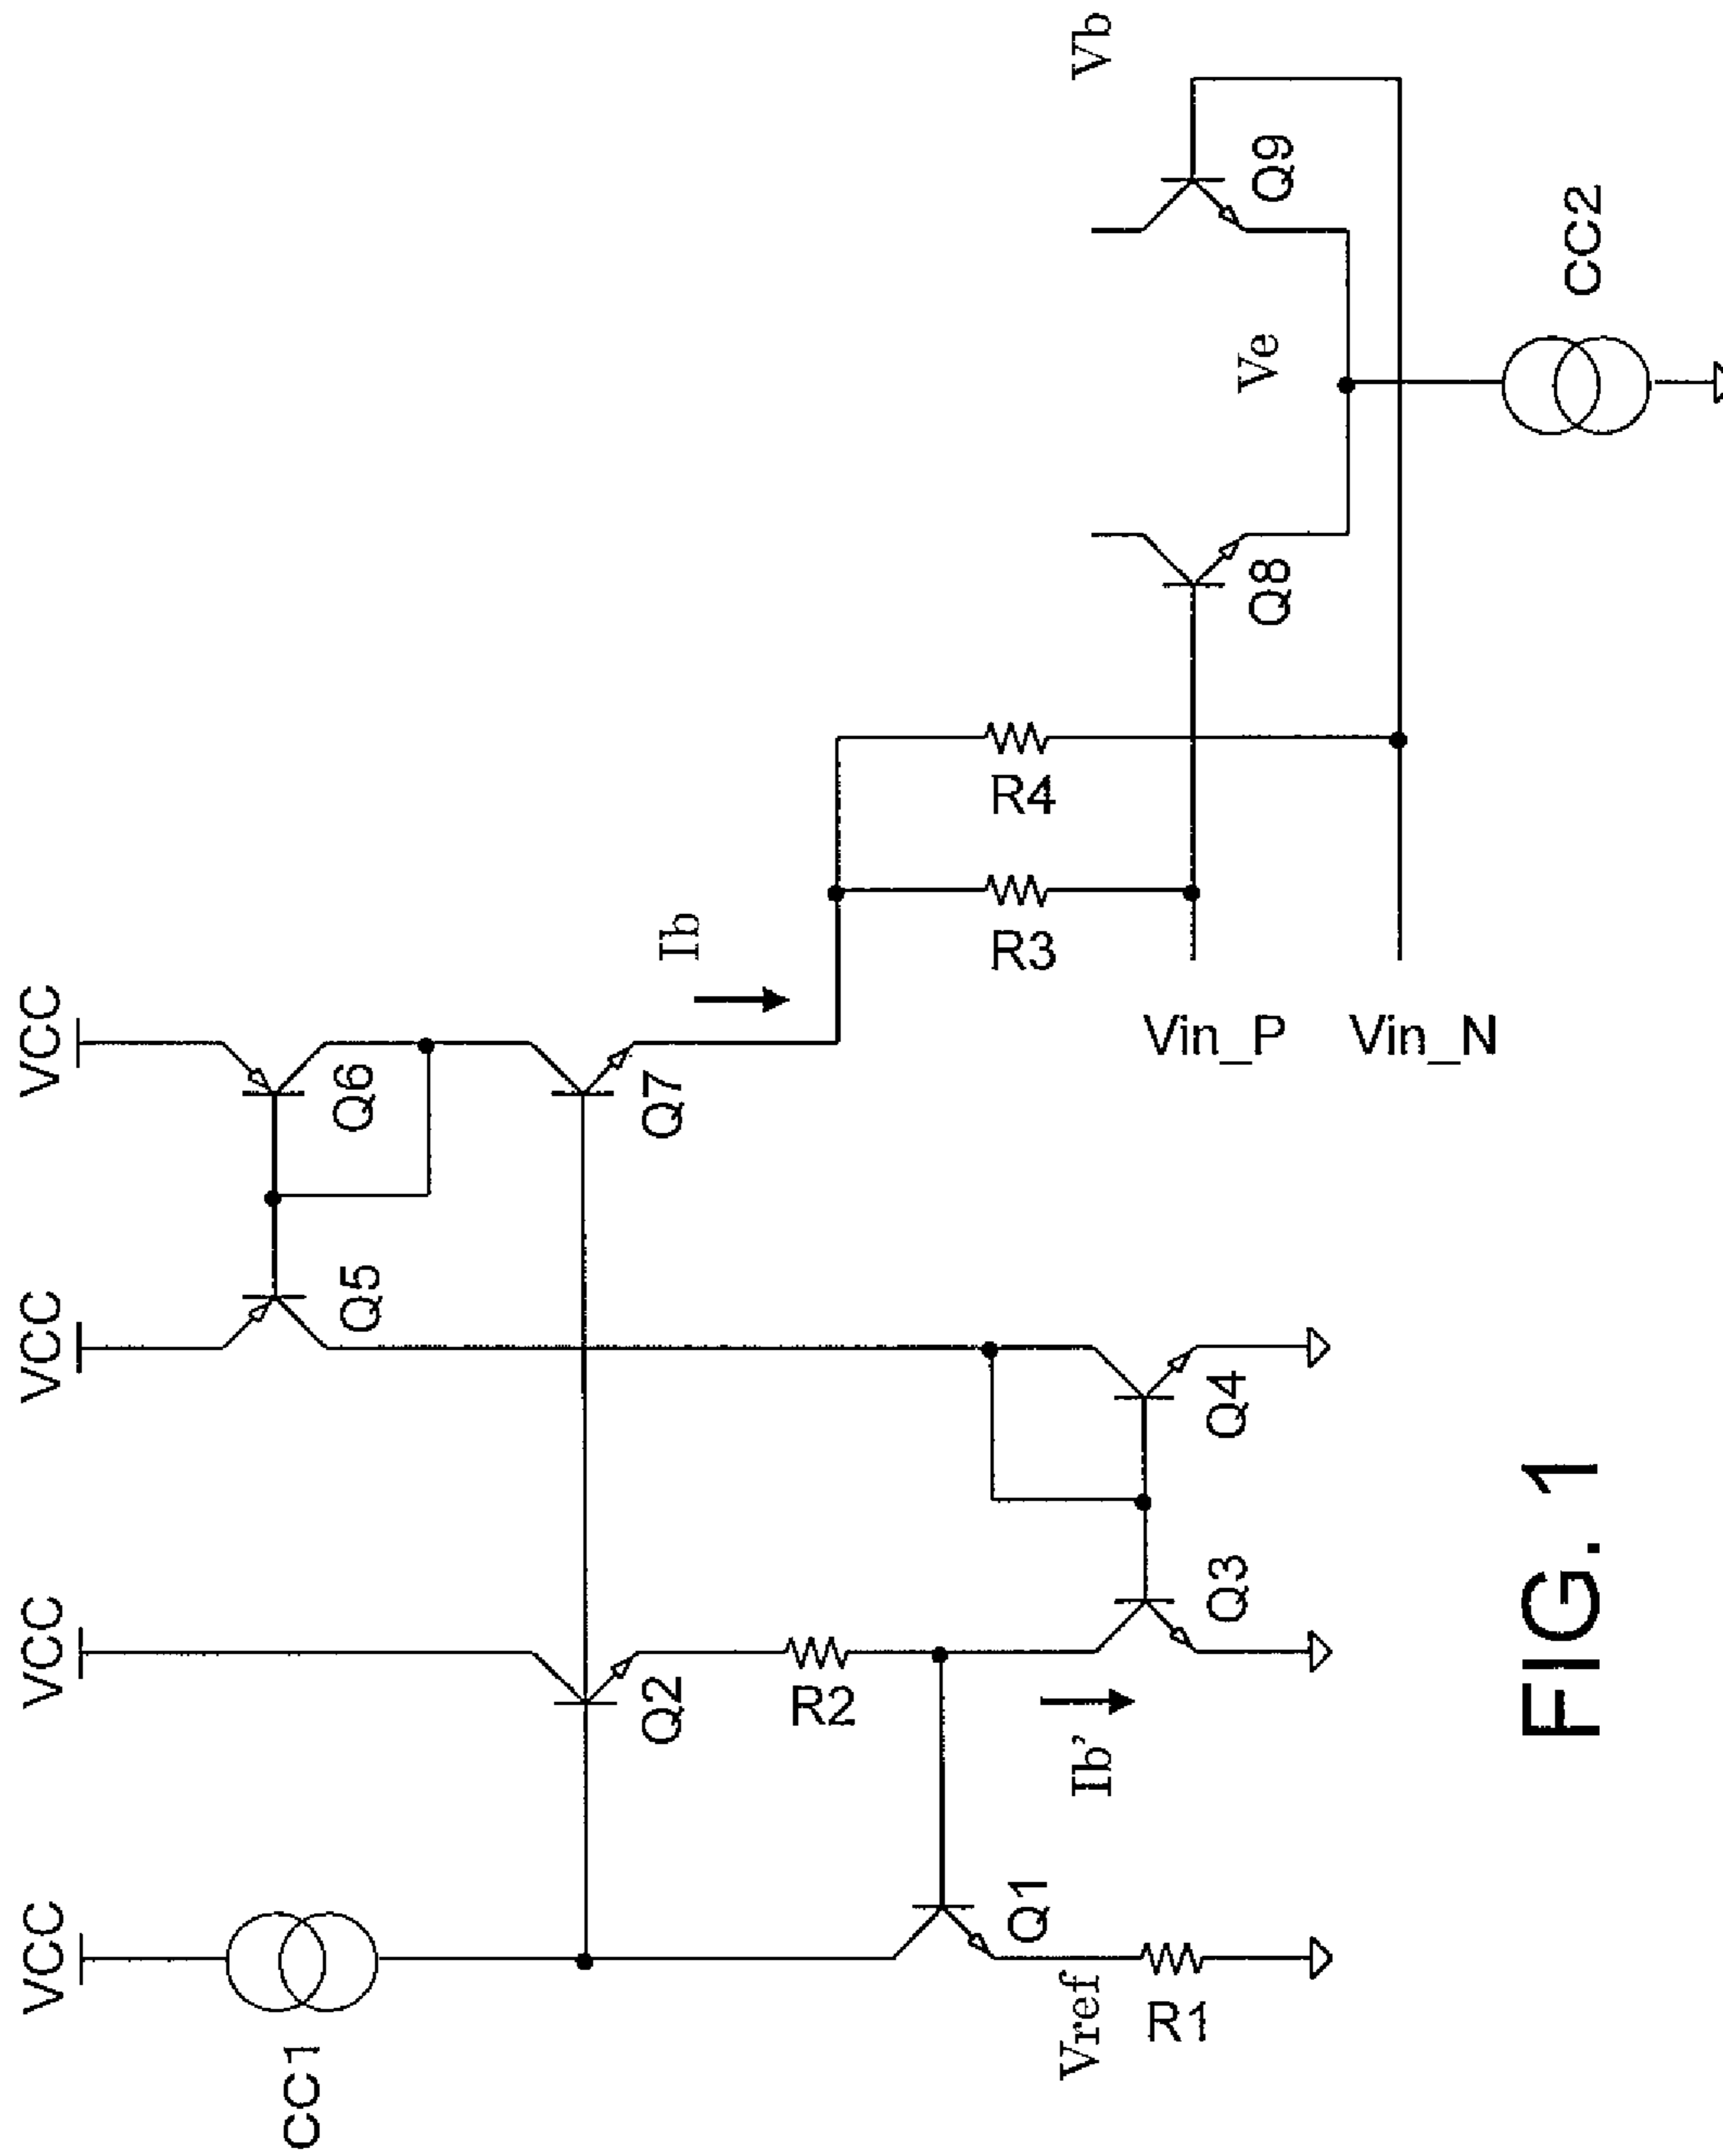 VCC
VCC
VCC
VCC
CC1
Q5
Q6
Q2
Q7
Ib
R2
R3
R4
Vb
Q1
Ib'
Q3
Q4
Vin_P
Vin_N
Q8
Ve
Q9
Vref
R1
CC2
FIG. 1